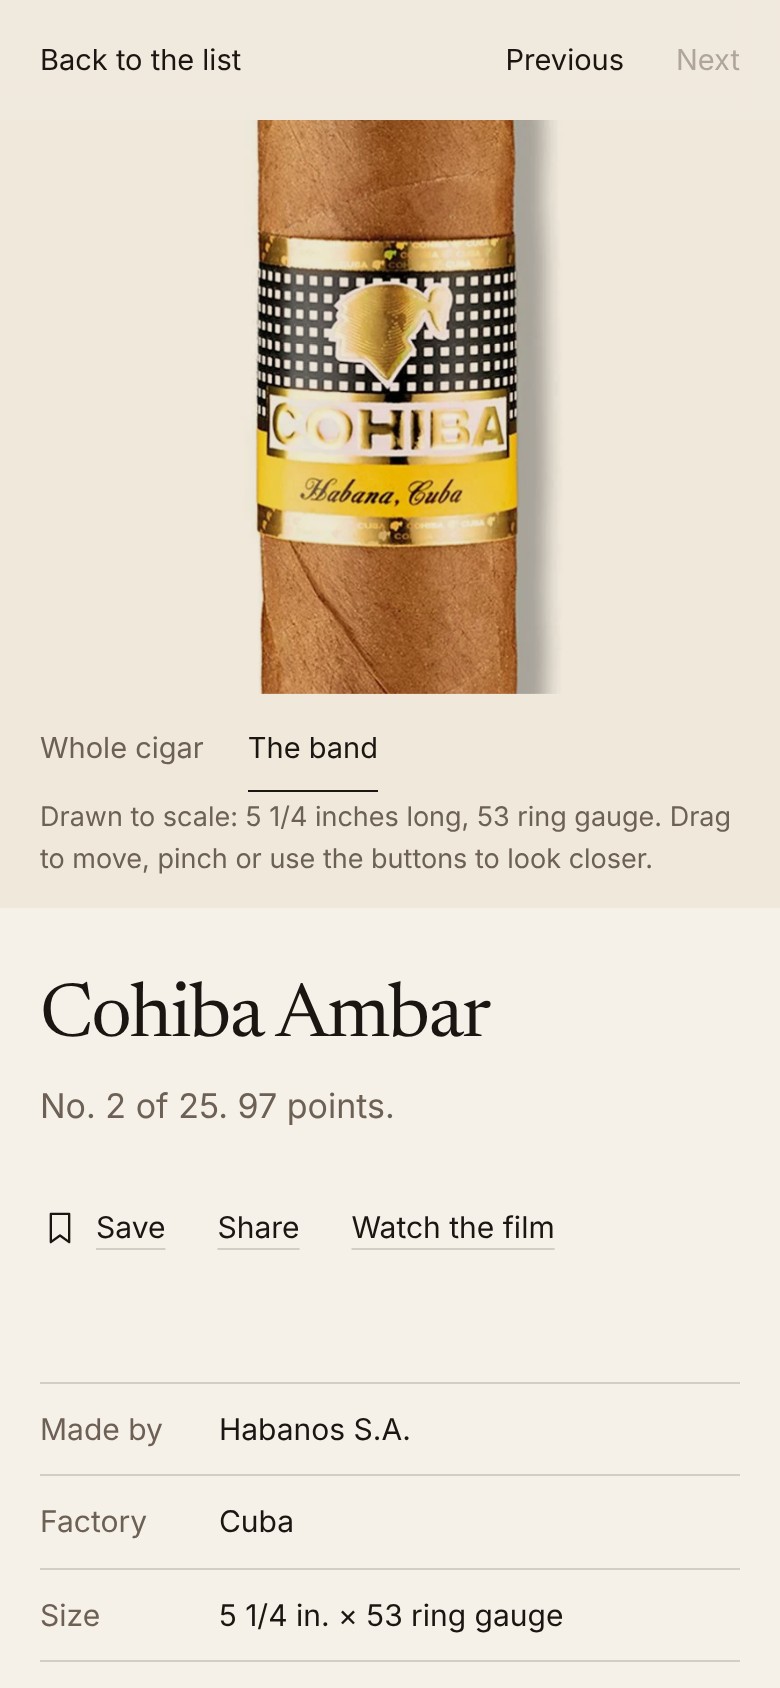 Back to the list
Previous
Next
COHIBA
Habana, Cuba
Whole cigar
The band
Drawn to scale: 5 1/4 inches long, 53 ring gauge. Drag
to move, pinch or use the buttons to look closer.
Cohiba Ambar
No. 2 of 25. 97 points.
Save
Share
Watch the film
Made by
Habanos S.A.
Factory
Cuba
Size
5 1/4 in. × 53 ring gauge